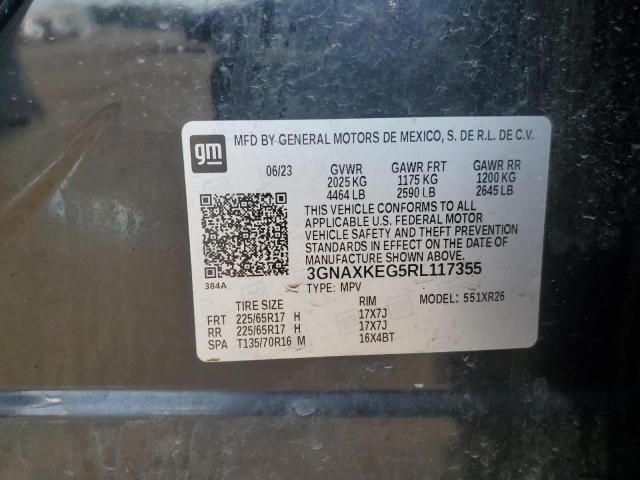 gm
MFD BY GENERAL MOTORS DE MEXICO, S. DE R.L. DE C.V.
06/23 GVWR GAWR FRT GAWR RR
2025 KG 1175 KG 1200 KG
4464 LB 2590 LB 2645 LB
THIS VEHICLE CONFORMS TO ALL
APPLICABLE U.S. FEDERAL MOTOR
VEHICLE SAFETY AND THEFT PREVENTION
STANDARDS IN EFFECT ON THE DATE OF
MANUFACTURE SHOWN ABOVE.
384A
3GNAXKEG5RL117355
TYPE: MPV MODEL: 551XR26
TIRE SIZE RIM
FRT 225/65R17 H 17X7J
RR 225/65R17 H 17X7J
SPA T135/70R16 M 16X4BT